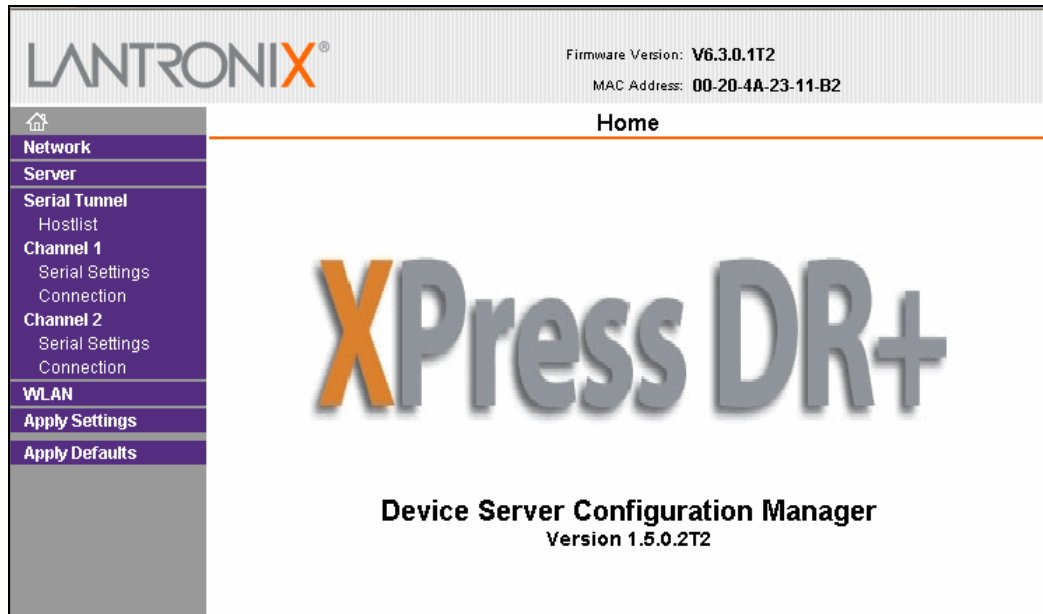 LANTRONIX®
Firmware Version: V6.3.0.1T2
MAC Address: 00-20-4A-23-11-B2
Home
Network
Server
Serial Tunnel
Hostlist
Channel 1
Serial Settings
Connection
Channel 2
Serial Settings
Connection
WLAN
Apply Settings
Apply Defaults
XPress DR+
Device Server Configuration Manager
Version 1.5.0.2T2